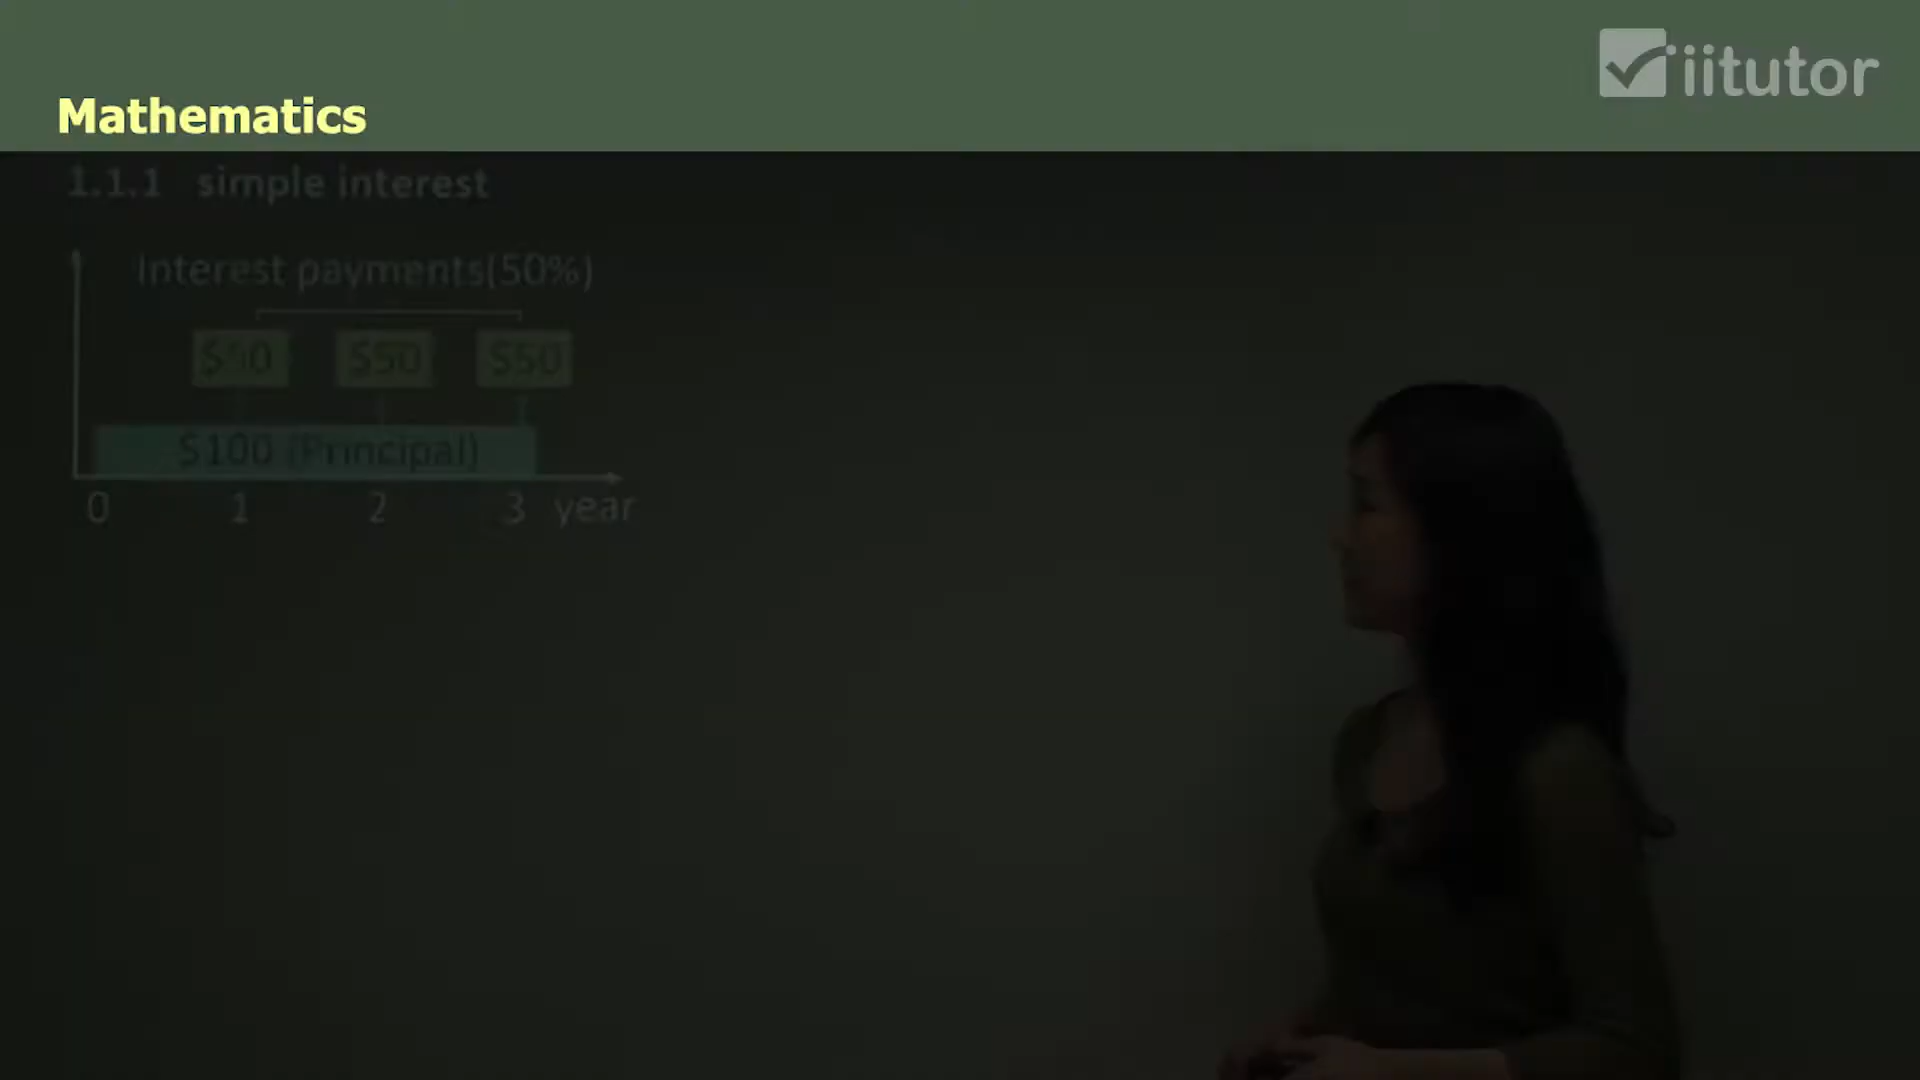 iitutor
Mathematics
1.1.1 simple interest
Interest payments(50%)
$50 $50 $50
$100 (Principal)
0 1 2 3 year